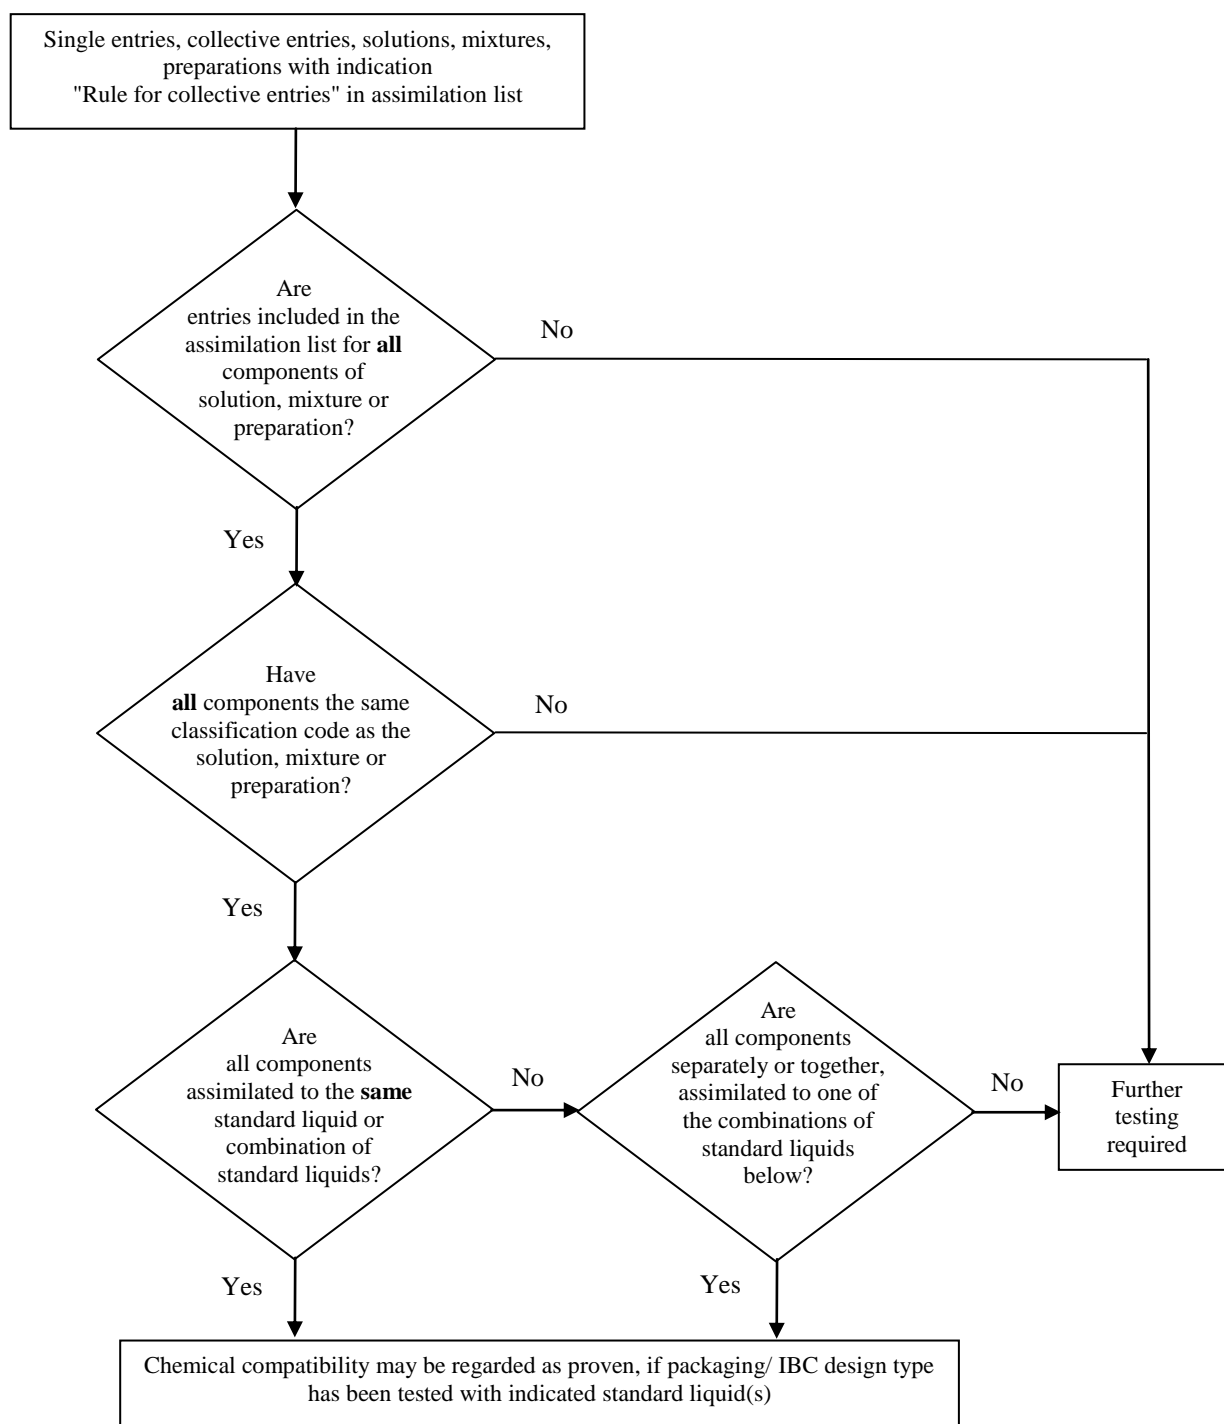 Single entries, collective entries, solutions, mixtures,
preparations with indication
"Rule for collective entries" in assimilation list
Are
entries included in the
assimilation list for all
components of
solution, mixture or
preparation?
No
Yes
Have
all components the same
classification code as the
solution, mixture or
preparation?
No
Yes
Are
all components
assimilated to the same
standard liquid or
combination of
standard liquids?
No
Are
all components
separately or together,
assimilated to one of
the combinations of
standard liquids
below?
No
Further
testing
required
Yes
Yes
Chemical compatibility may be regarded as proven, if packaging/ IBC design type
has been tested with indicated standard liquid(s)